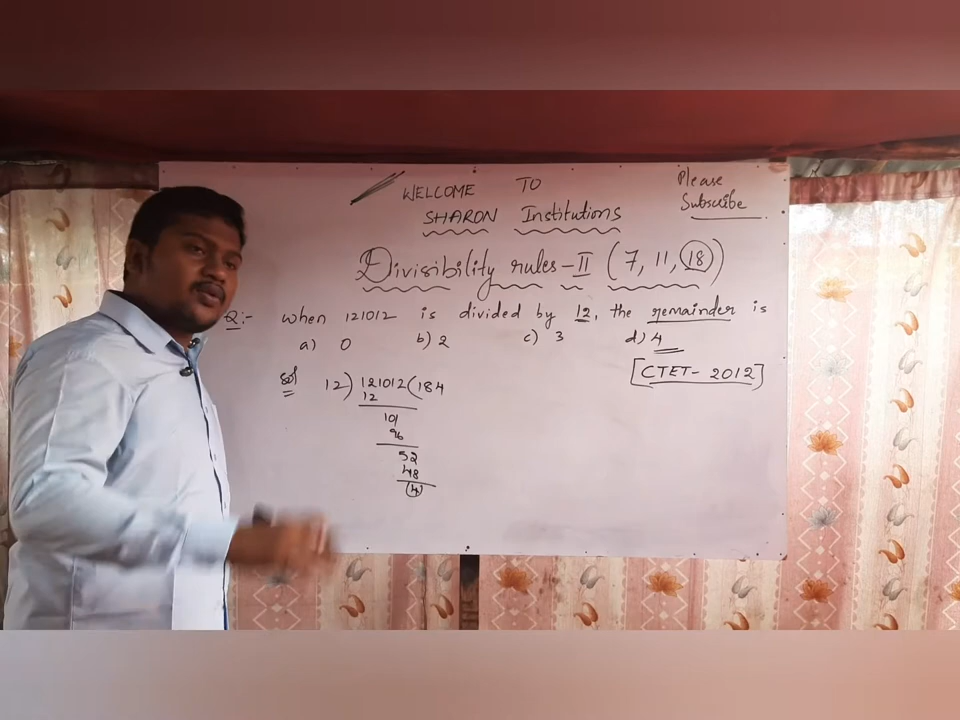 WELCOME TO
SHARON Institutions
Please
Subscribe
Divisibility rules - II (7, 11, 18)
Q:- when 121012 is divided by 12, the remainder is
a) 0 b) 2 c) 3 d) 4
[CTET- 2012]
Sol 12) 121012 (184
12
101
96
52
48
4